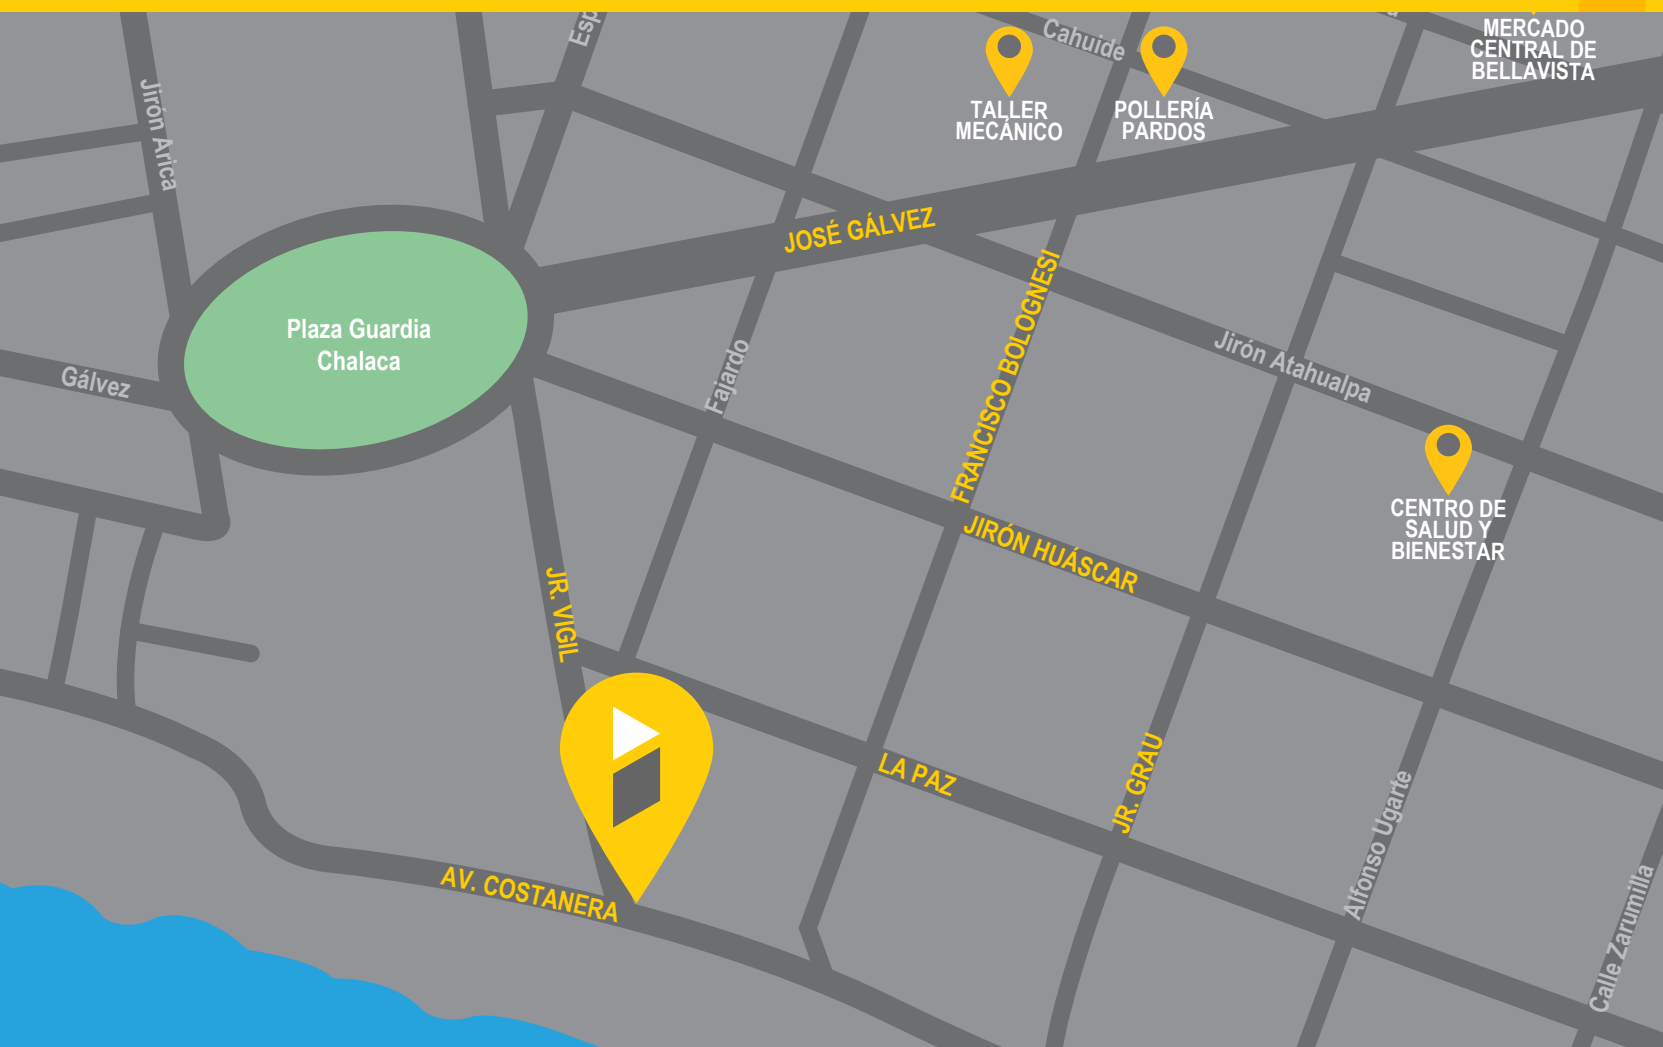 Cahuide
MERCADO
CENTRAL DE
BELLAVISTA
TALLER
MECÁNICO
POLLERÍA
PARDOS
Jirón Arica
JOSÉ GÁLVEZ
Plaza Guardia
Chalaca
Gálvez
Fajardo
FRANCISCO BOLOGNESI
Jirón Atahualpa
CENTRO DE
SALUD Y
BIENESTAR
JIRÓN HUÁSCAR
JR. VIGIL
LA PAZ
JR. GRAU
Alfonso Ugarte
AV. COSTANERA
Calle Zarumilla